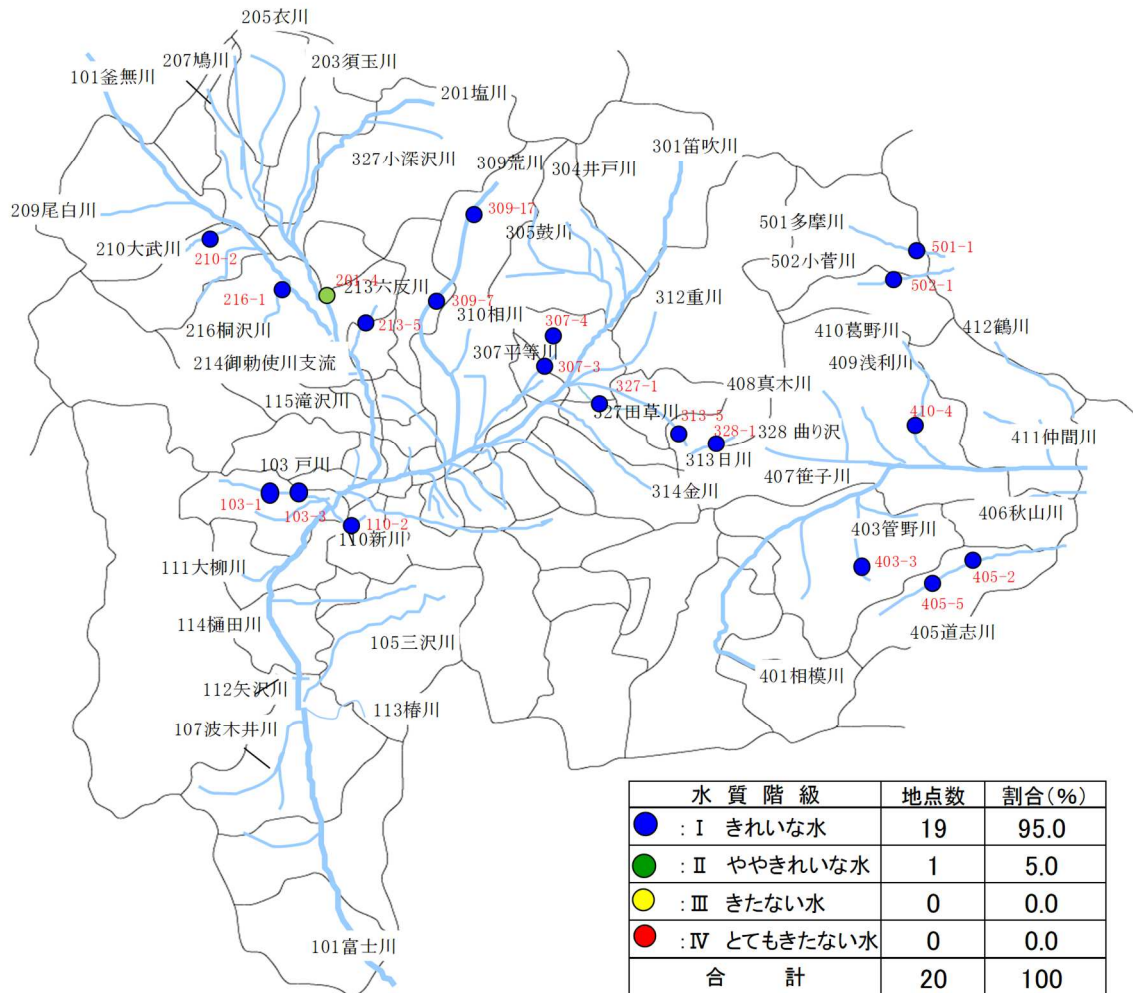 205衣川
207鳩川
203須玉川
101釜無川
201塩川
301笛吹川
327小深沢川
309荒川
304井戸川
209尾白川
309-17
305鼓川
501多摩川
501-1
210大武川
210-2
502小菅川
502-1
201-4
213六反川
216-1
309-7
312重川
310相川
307-4
410葛野川
412鶴川
216桐沢川
213-5
307平等川
307-3
409浅利川
214御勅使川支流
327-1
408真木川
115滝沢川
327田草川
313-5
328-1
328 曲り沢
410-4
411仲間川
313日川
103 戸川
407笹子川
314金川
103-1
103-3
110-2
406秋山川
110新川
403管野川
111大柳川
403-3
405-2
405-5
114樋田川
105三沢川
405道志川
401相模川
112矢沢川
113椿川
107波木井川
101富士川
水質階級 地点数 割合(%)
:Ⅰ きれいな水 19 95.0
:Ⅱ ややきれいな水 1 5.0
:Ⅲ きたない水 0 0.0
:Ⅳ とてもきたない水 0 0.0
合計 20 100